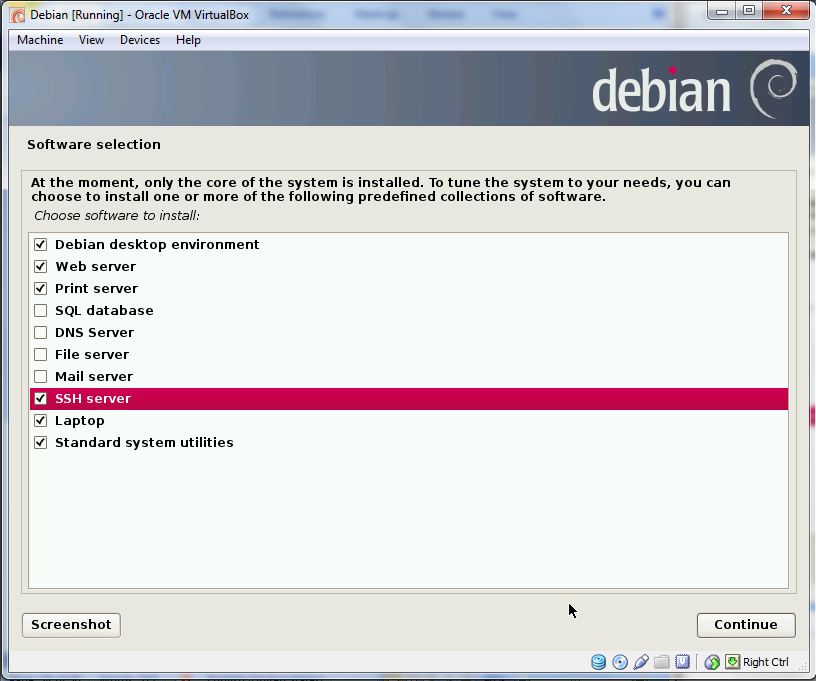 Debian [Running] - Oracle VM VirtualBox
Machine View Devices Help
debian
Software selection
At the moment, only the core of the system is installed. To tune the system to your needs, you can
choose to install one or more of the following predefined collections of software.
Choose software to install:
Debian desktop environment
Web server
Print server
SQL database
DNS Server
File server
Mail server
SSH server
Laptop
Standard system utilities
Screenshot
Continue
Right Ctrl